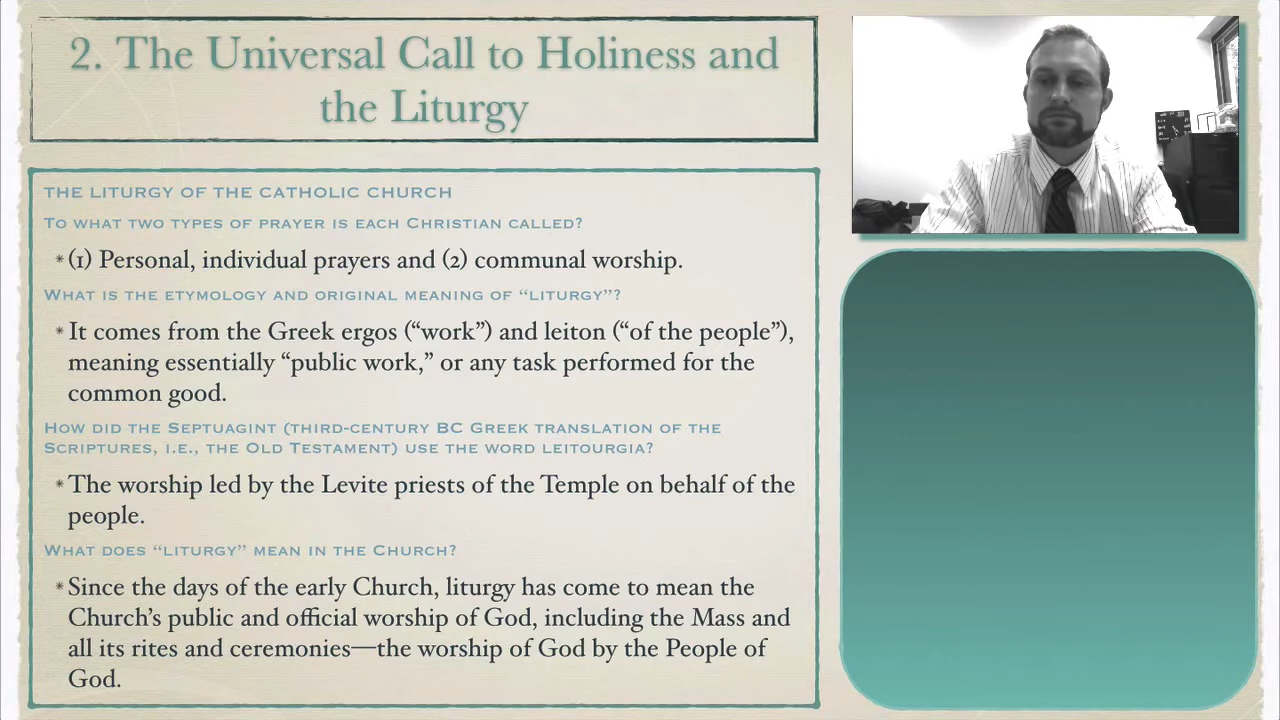 2. The Universal Call to Holiness and
the Liturgy
THE LITURGY OF THE CATHOLIC CHURCH
TO WHAT TWO TYPES OF PRAYER IS EACH CHRISTIAN CALLED?
*(1) Personal, individual prayers and (2) communal worship.
WHAT IS THE ETYMOLOGY AND ORIGINAL MEANING OF “LITURGY”?
*It comes from the Greek ergos (“work”) and leiton (“of the people”),
meaning essentially “public work,” or any task performed for the
common good.
HOW DID THE SEPTUAGINT (THIRD-CENTURY BC GREEK TRANSLATION OF THE
SCRIPTURES, I.E., THE OLD TESTAMENT) USE THE WORD LEITOURGIA?
*The worship led by the Levite priests of the Temple on behalf of the
people.
WHAT DOES “LITURGY” MEAN IN THE CHURCH?
*Since the days of the early Church, liturgy has come to mean the
Church’s public and official worship of God, including the Mass and
all its rites and ceremonies—the worship of God by the People of
God.